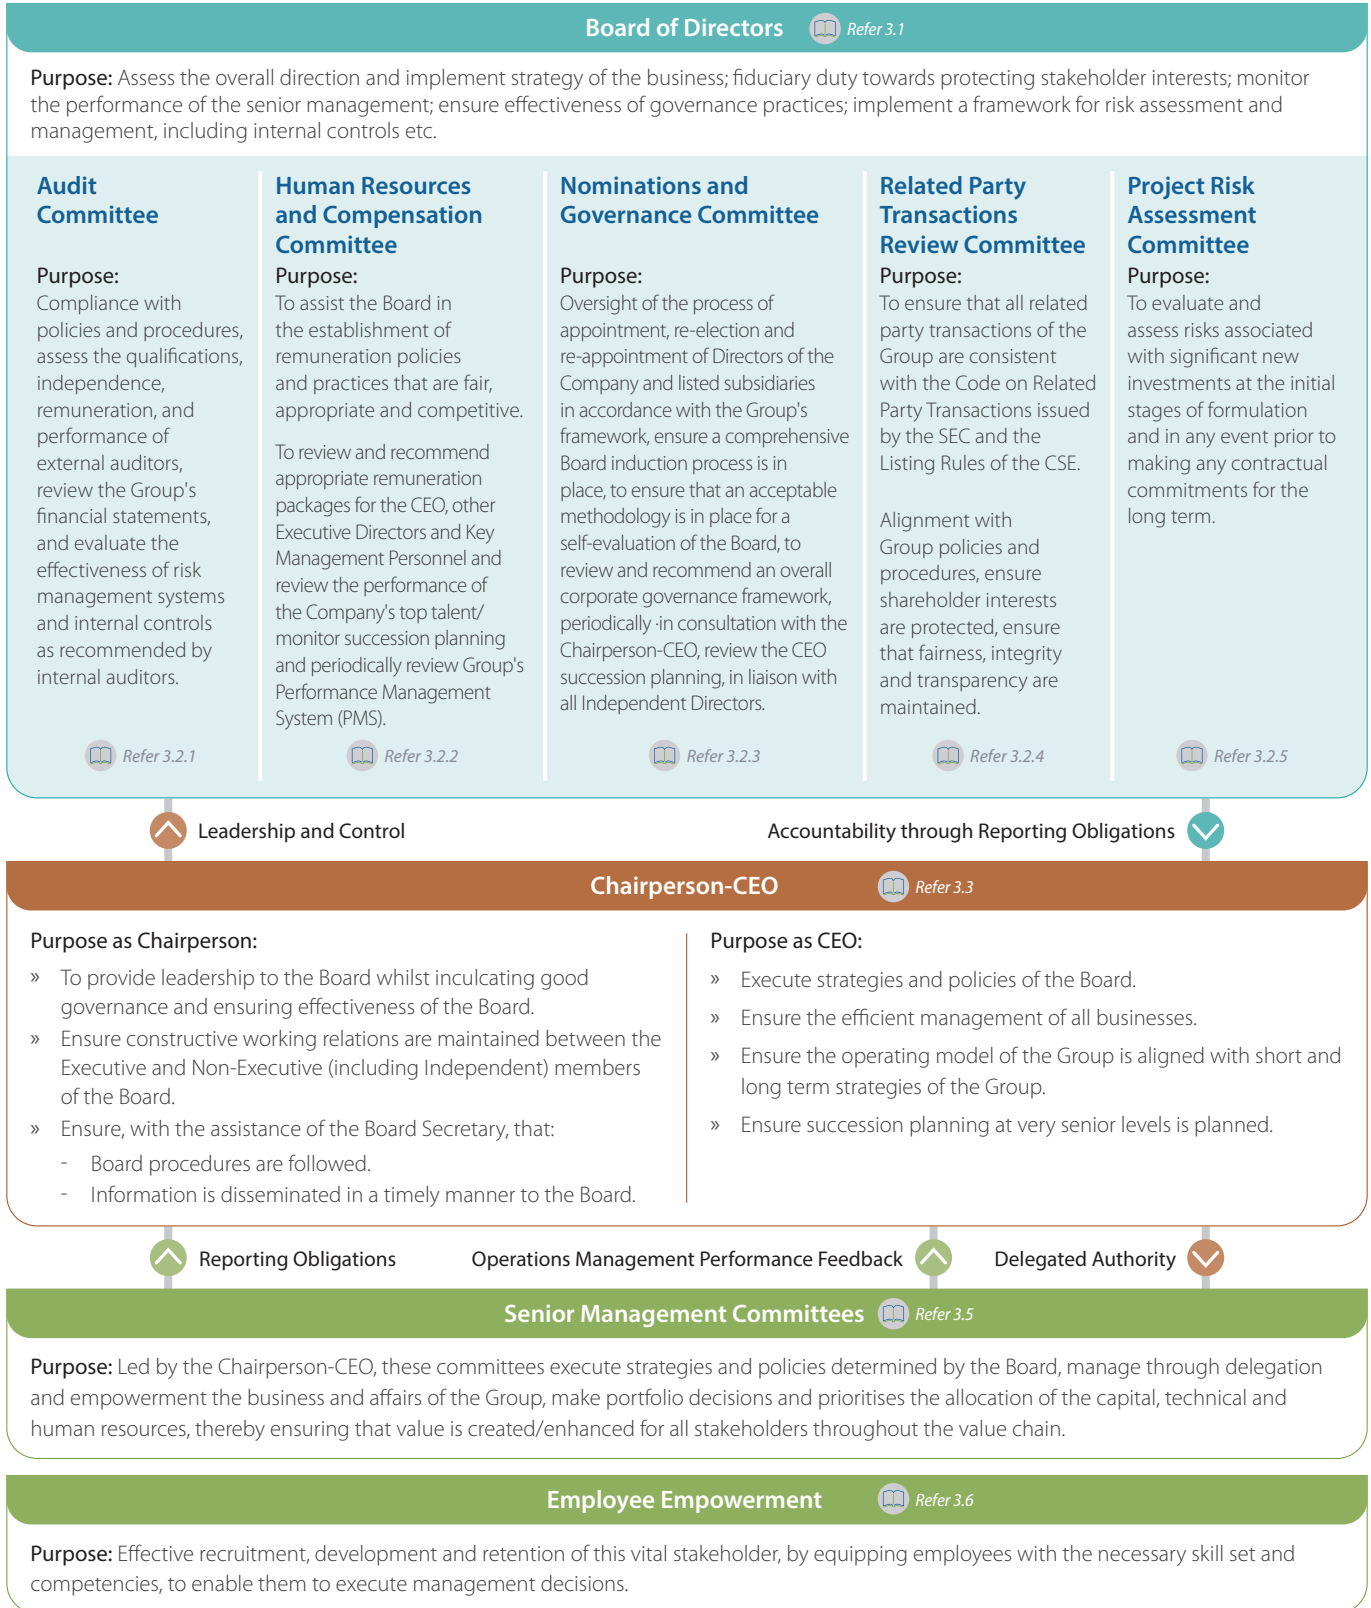 Board of Directors Refer 3.1
Purpose: Assess the overall direction and implement strategy of the business; fiduciary duty towards protecting stakeholder interests; monitor
the performance of the senior management; ensure effectiveness of governance practices; implement a framework for risk assessment and
management, including internal controls etc.
Audit
Committee
Purpose:
Compliance with
policies and procedures,
assess the qualifications,
independence,
remuneration, and
performance of
external auditors,
review the Group's
financial statements,
and evaluate the
effectiveness of risk
management systems
and internal controls
as recommended by
internal auditors.
Refer 3.2.1
Human Resources
and Compensation
Committee
Purpose:
To assist the Board in
the establishment of
remuneration policies
and practices that are fair,
appropriate and competitive.
To review and recommend
appropriate remuneration
packages for the CEO, other
Executive Directors and Key
Management Personnel and
review the performance of
the Company's top talent/
monitor succession planning
and periodically review Group's
Performance Management
System (PMS).
Refer 3.2.2
Nominations and
Governance Committee
Purpose:
Oversight of the process of
appointment, re-election and
re-appointment of Directors of the
Company and listed subsidiaries
in accordance with the Group's
framework, ensure a comprehensive
Board induction process is in
place, to ensure that an acceptable
methodology is in place for a
self-evaluation of the Board, to
review and recommend an overall
corporate governance framework,
periodically ·in consultation with the
Chairperson-CEO, review the CEO
succession planning, in liaison with
all Independent Directors.
Refer 3.2.3
Related Party
Transactions
Review Committee
Purpose:
To ensure that all related
party transactions of the
Group are consistent
with the Code on Related
Party Transactions issued
by the SEC and the
Listing Rules of the CSE.
Alignment with
Group policies and
procedures, ensure
shareholder interests
are protected, ensure
that fairness, integrity
and transparency are
maintained.
Refer 3.2.4
Project Risk
Assessment
Committee
Purpose:
To evaluate and
assess risks associated
with significant new
investments at the initial
stages of formulation
and in any event prior to
making any contractual
commitments for the
long term.
Refer 3.2.5
Leadership and Control
Accountability through Reporting Obligations
Chairperson-CEO Refer 3.3
Purpose as Chairperson:
» To provide leadership to the Board whilst inculcating good
governance and ensuring effectiveness of the Board.
» Ensure constructive working relations are maintained between the
Executive and Non-Executive (including Independent) members
of the Board.
» Ensure, with the assistance of the Board Secretary, that:
- Board procedures are followed.
- Information is disseminated in a timely manner to the Board.
Purpose as CEO:
» Execute strategies and policies of the Board.
» Ensure the efficient management of all businesses.
» Ensure the operating model of the Group is aligned with short and
long term strategies of the Group.
» Ensure succession planning at very senior levels is planned.
Reporting Obligations
Operations Management Performance Feedback
Delegated Authority
Senior Management Committees Refer 3.5
Purpose: Led by the Chairperson-CEO, these committees execute strategies and policies determined by the Board, manage through delegation
and empowerment the business and affairs of the Group, make portfolio decisions and prioritises the allocation of the capital, technical and
human resources, thereby ensuring that value is created/enhanced for all stakeholders throughout the value chain.
Employee Empowerment Refer 3.6
Purpose: Effective recruitment, development and retention of this vital stakeholder, by equipping employees with the necessary skill set and
competencies, to enable them to execute management decisions.